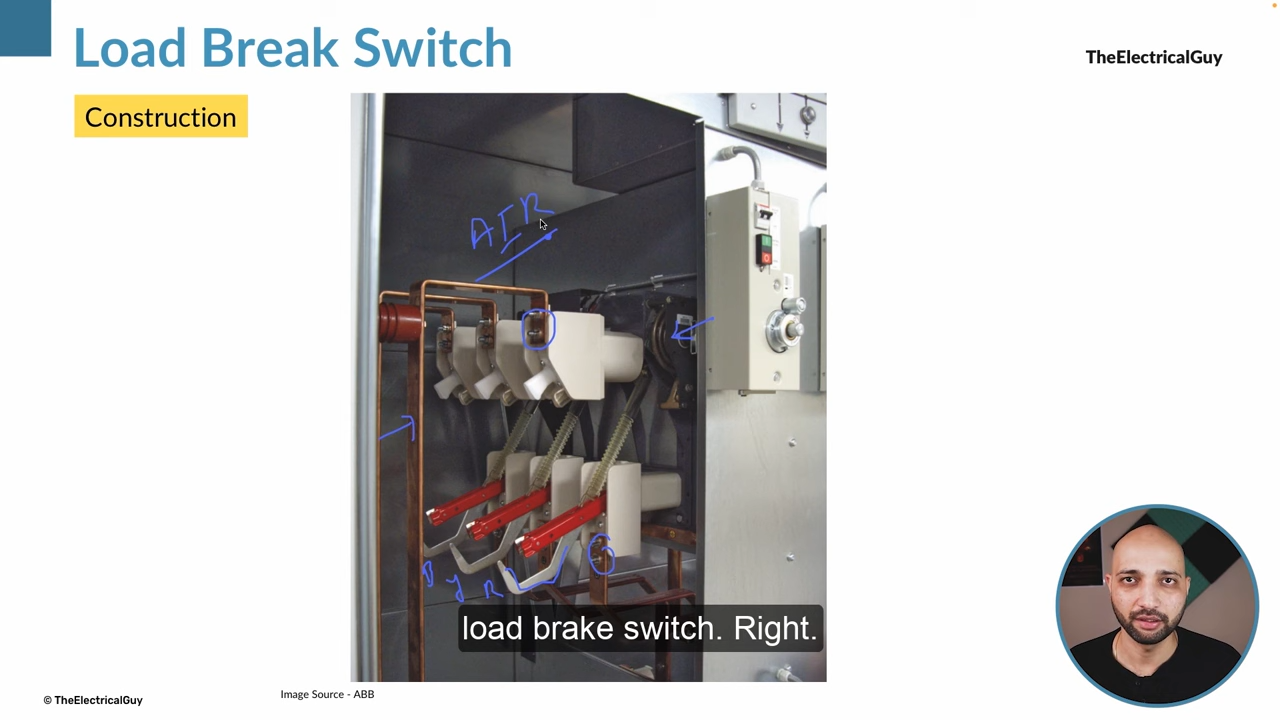 Load Break Switch
TheElectricalGuy
Construction
AIR
B Y R
load brake switch. Right.
Image Source - ABB
© TheElectricalGuy